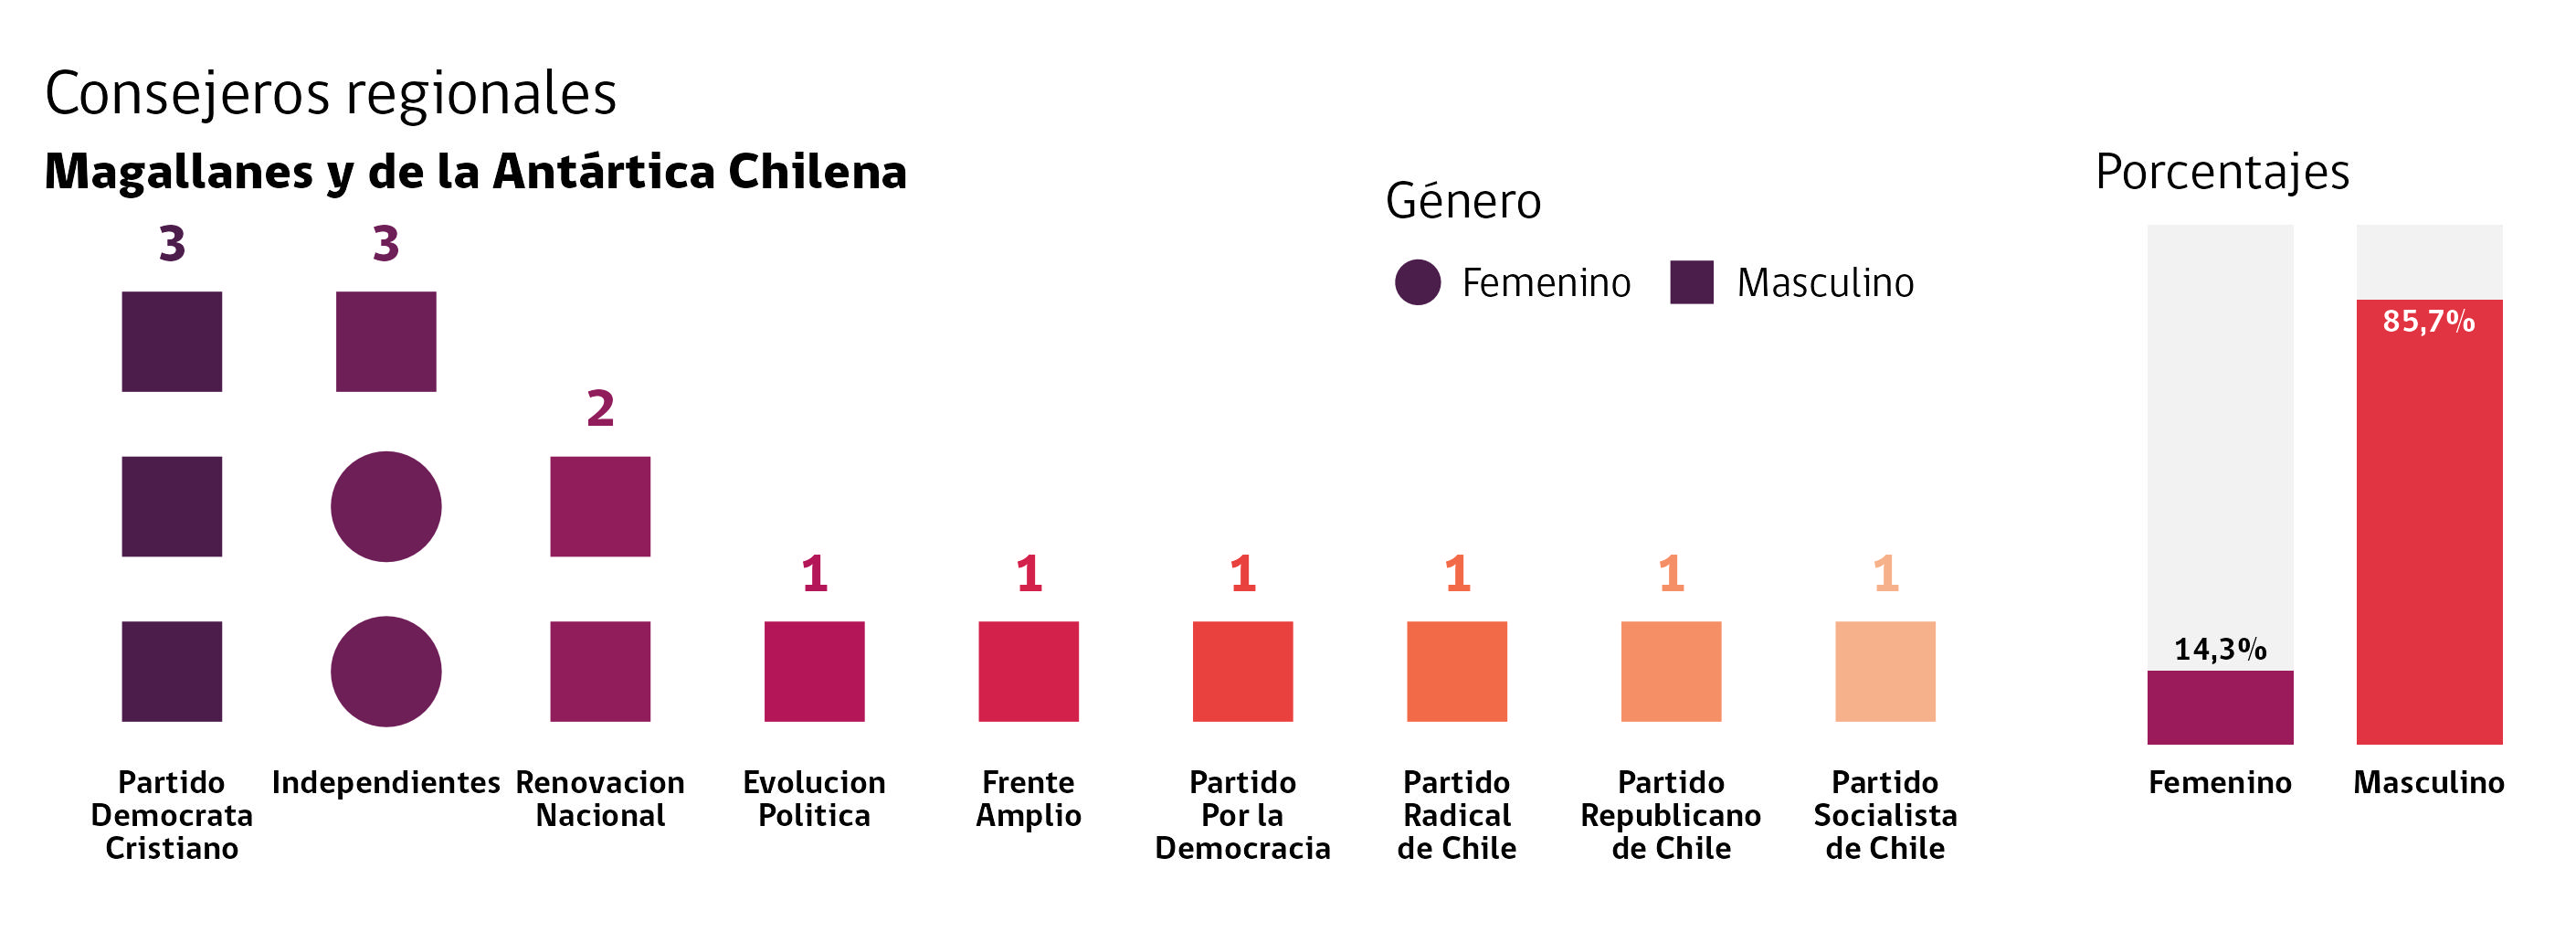 Consejeros regionales
Magallanes y de la Antártica Chilena
Género
Femenino
Masculino
Porcentajes
3
3
2
1
1
1
1
1
1
Partido
Democrata
Cristiano
Independientes
Renovacion
Nacional
Evolucion
Politica
Frente
Amplio
Partido
Por la
Democracia
Partido
Radical
de Chile
Partido
Republicano
de Chile
Partido
Socialista
de Chile
14,3%
85,7%
Femenino
Masculino